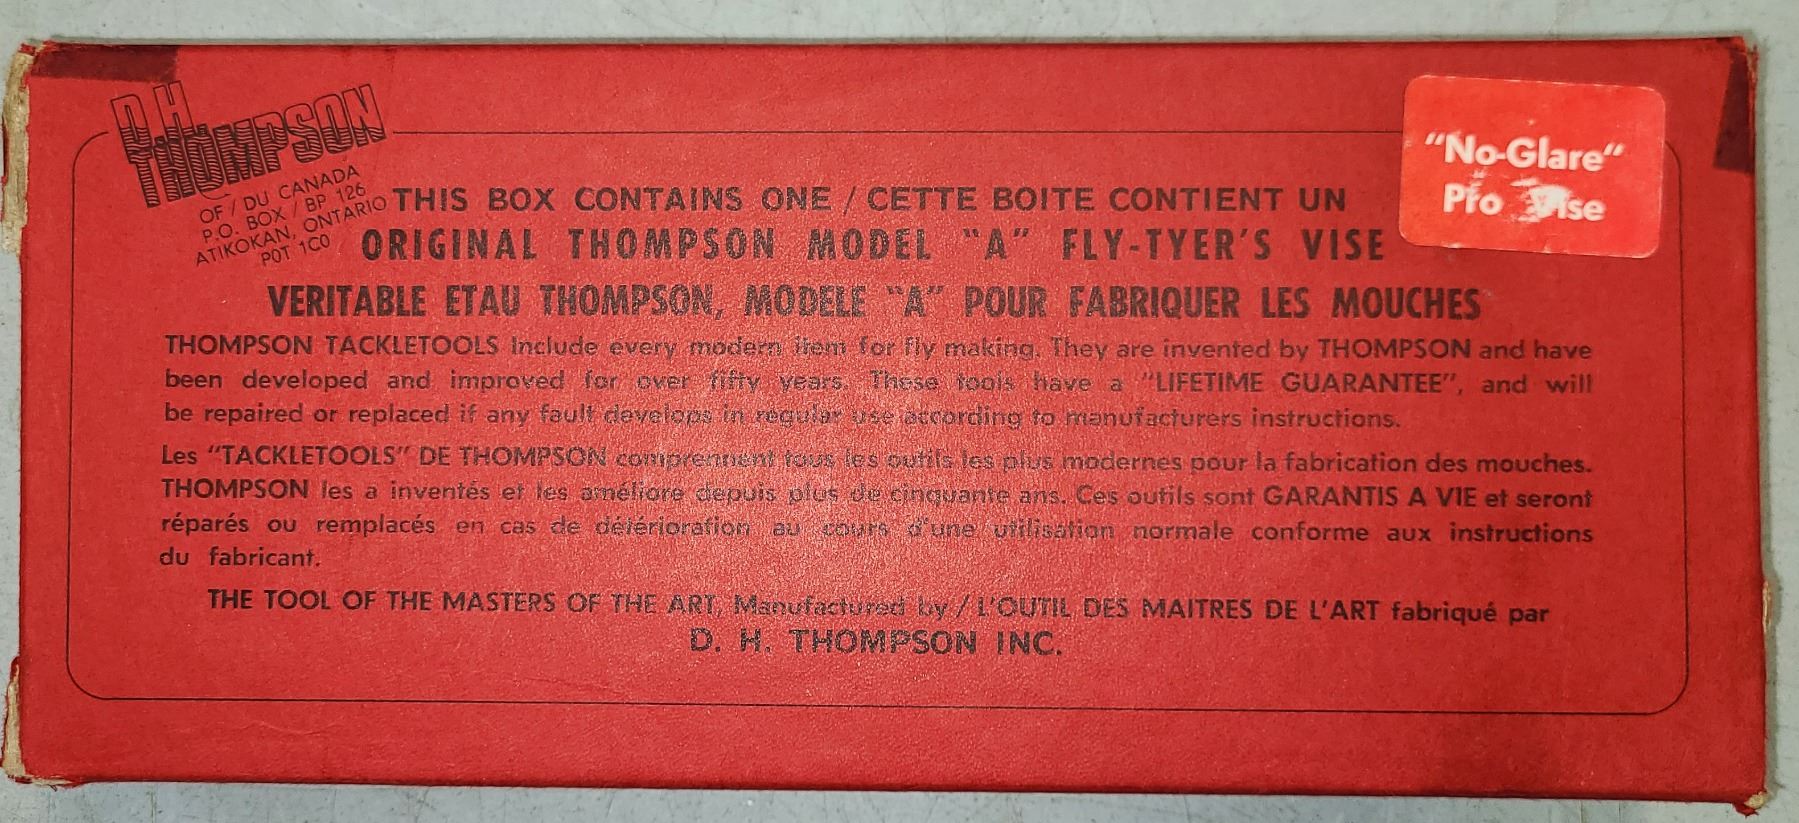 D. H. THOMPSON
OF / DU CANADA
P.O. BOX / BP 126
ATIKOKAN, ONTARIO
P0T 1C0
"No-Glare"
Pro Vise
THIS BOX CONTAINS ONE / CETTE BOITE CONTIENT UN
ORIGINAL THOMPSON MODEL "A" FLY-TYER'S VISE
VERITABLE ETAU THOMPSON, MODELE "A" POUR FABRIQUER LES MOUCHES
THOMPSON TACKLETOOLS Include every modern item for fly making. They are invented by THOMPSON and have
been developed and improved for over fifty years. These tools have a "LIFETIME GUARANTEE", and will
be repaired or replaced if any fault develops in regular use according to manufacturers instructions.
Les "TACKLETOOLS" DE THOMPSON comprennent tous les outils les plus modernes pour la fabrication des mouches.
THOMPSON les a inventés et les améliore depuis plus de cinquante ans. Ces outils sont GARANTIS A VIE et seront
réparés ou remplacés en cas de détérioration au cours d'une utilisation normale conforme aux instructions
du fabricant.
THE TOOL OF THE MASTERS OF THE ART, Manufactured by / L'OUTIL DES MAITRES DE L'ART fabriqué par
D. H. THOMPSON INC.